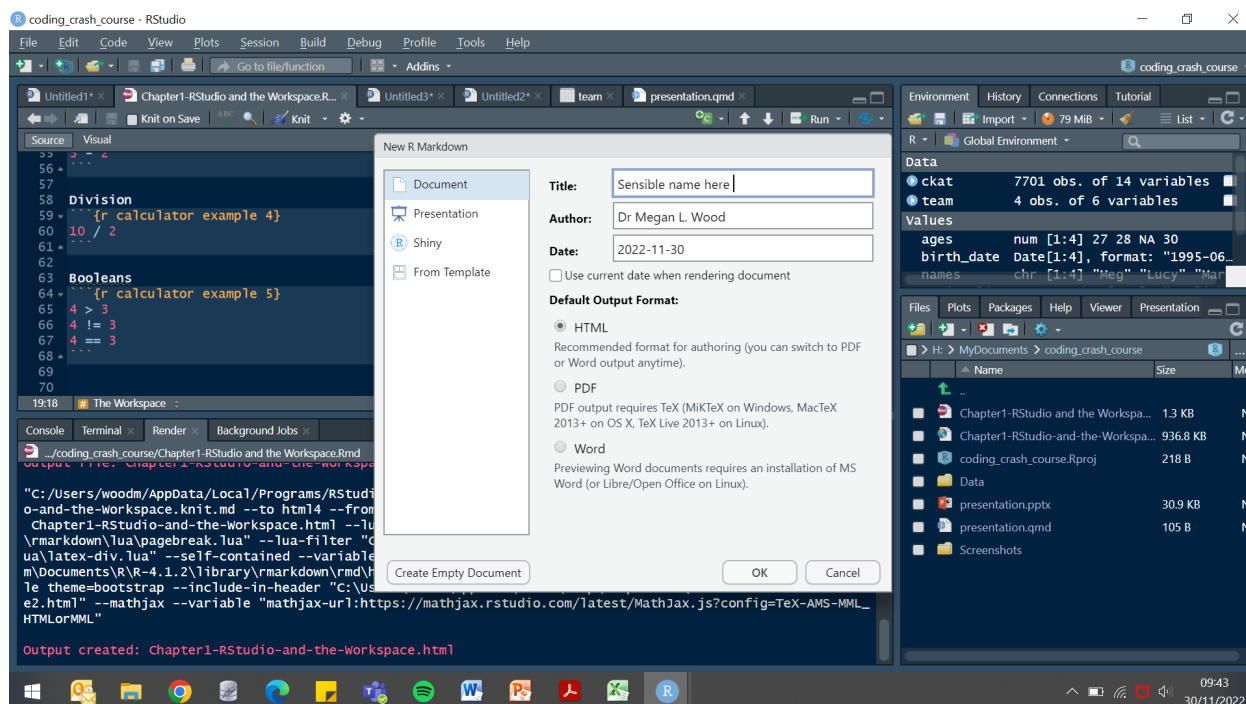 coding_crash_course - RStudio
File Edit Code View Plots Session Build Debug Profile Tools Help
Go to file/function Addins coding_crash_course
Untitled1* Chapter1-RStudio and the Workspace.R... Untitled3* Untitled2* team presentation.qmd
Knit on Save ABC Knit Run
Source Visual
55 5 - 2
56 ```
57
58 Division
59 ```{r calculator example 4}
60 10 / 2
61 ```
62
63 Booleans
64 ```{r calculator example 5}
65 4 > 3
66 4 != 3
67 4 == 3
68 ```
69
70
19:18 # The Workspace
New R Markdown
Document
Presentation
R Shiny
From Template
Title: Sensible name here
Author: Dr Megan L. Wood
Date: 2022-11-30
Use current date when rendering document
Default Output Format:
HTML
Recommended format for authoring (you can switch to PDF
or Word output anytime).
PDF
PDF output requires TeX (MiKTeX on Windows, MacTeX
2013+ on OS X, TeX Live 2013+ on Linux).
Word
Previewing Word documents requires an installation of MS
Word (or Libre/Open Office on Linux).
Create Empty Document OK Cancel
Console Terminal Render Background Jobs
.../coding_crash_course/Chapter1-RStudio and the Workspace.Rmd
output file: Chapter1-RStudio-and-the-Workspa
"C:/Users/woodm/AppData/Local/Programs/RStudi
o-and-the-Workspace.knit.md --to html4 --from
Chapter1-RStudio-and-the-Workspace.html --lu
\rmarkdown\lua\pagebreak.lua" --lua-filter "C
ua\latex-div.lua" --self-contained --variable
m\Documents\R\R-4.1.2\library\rmarkdown\rmd\h
le theme=bootstrap --include-in-header "C:\Us
e2.html" --mathjax --variable "mathjax-url:https://mathjax.rstudio.com/latest/MathJax.js?config=TeX-AMS-MML_
HTMLorMML"
Output created: Chapter1-RStudio-and-the-Workspace.html
Environment History Connections Tutorial
Import 79 MiB List
R Global Environment
Data
ckat 7701 obs. of 14 variables
team 4 obs. of 6 variables
Values
ages num [1:4] 27 28 NA 30
birth_date Date[1:4], format: "1995-06...
names chr [1:4] "Meg" "Lucy" "Mar
Files Plots Packages Help Viewer Presentation
H: > MyDocuments > coding_crash_course ...
Name Size
..
Chapter1-RStudio and the Workspa... 1.3 KB
Chapter1-RStudio-and-the-Workspa... 936.8 KB
coding_crash_course.Rproj 218 B
Data
presentation.pptx 30.9 KB
presentation.qmd 105 B
Screenshots
09:43
30/11/2022